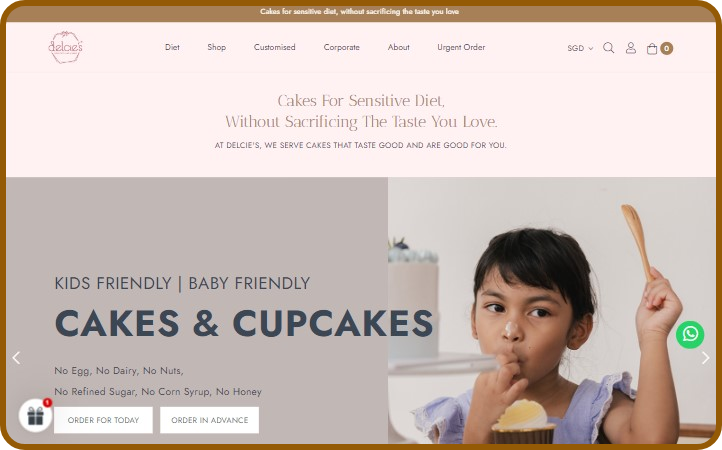 Cakes for sensitive diet, without sacrificing the taste you love
delcie's
Diet Shop Customised Corporate About Urgent Order SGD 0
Cakes For Sensitive Diet,
Without Sacrificing The Taste You Love.
AT DELCIE'S, WE SERVE CAKES THAT TASTE GOOD AND ARE GOOD FOR YOU.
KIDS FRIENDLY | BABY FRIENDLY
CAKES & CUPCAKES
No Egg, No Dairy, No Nuts,
No Refined Sugar, No Corn Syrup, No Honey
1
ORDER FOR TODAY ORDER IN ADVANCE